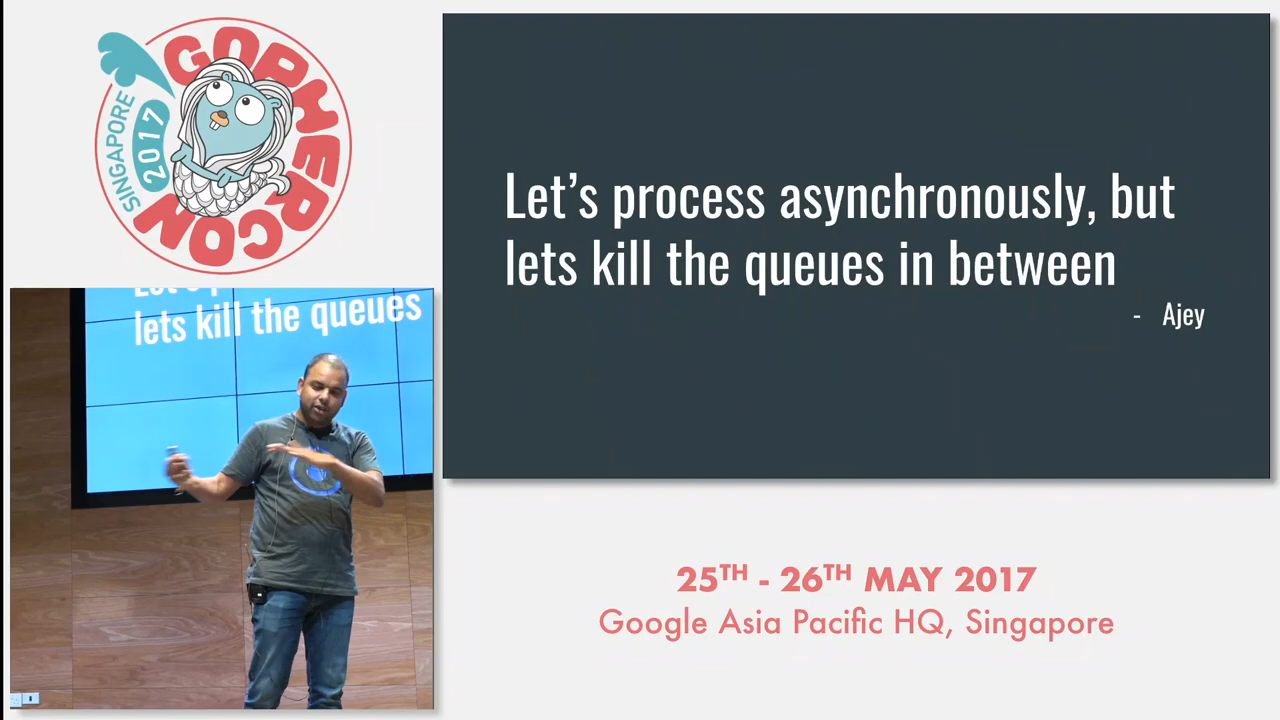 GOPHERCON
SINGAPORE
2017
Let’s process asynchronously, but
lets kill the queues in between
- Ajey
lets kill the queues
25TH - 26TH MAY 2017
Google Asia Pacific HQ, Singapore